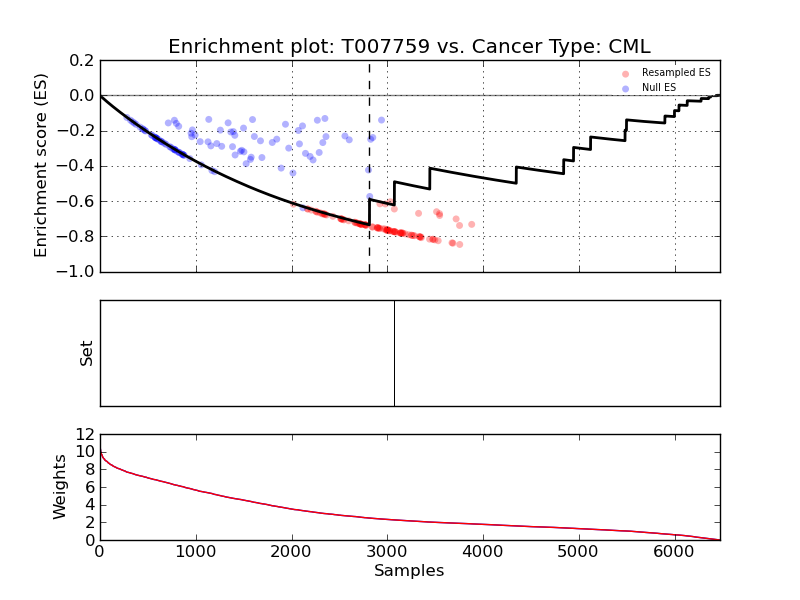 Enrichment plot: T007759 vs. Cancer Type: CML
Enrichment score (ES)
0.2
0.0
−0.2
−0.4
−0.6
−0.8
−1.0
Resampled ES
Null ES
Set
Weights
12
10
8
6
4
2
0
0 1000 2000 3000 4000 5000 6000
Samples